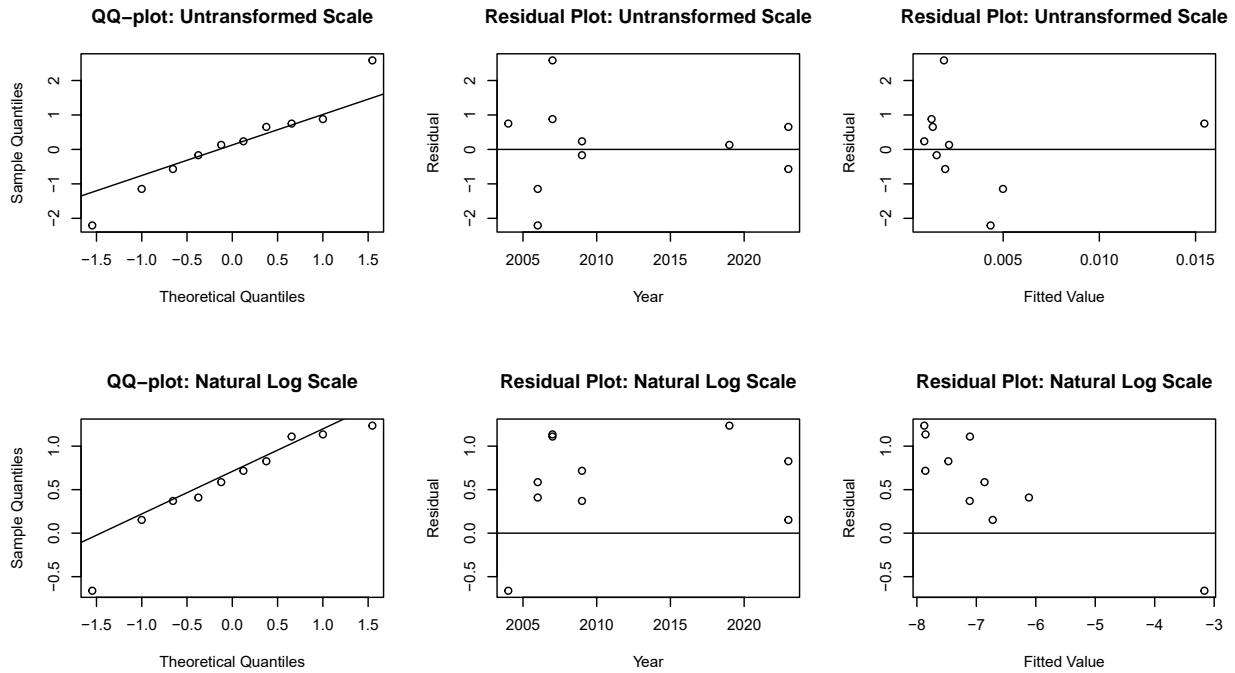 QQ−plot: Untransformed Scale
Sample Quantiles
2
1
0
−1
−2
−1.5 −1.0 −0.5 0.0 0.5 1.0 1.5
Theoretical Quantiles
Residual Plot: Untransformed Scale
Residual
2
1
0
−1
−2
2005 2010 2015 2020
Year
Residual Plot: Untransformed Scale
Residual
2
1
0
−1
−2
0.005 0.010 0.015
Fitted Value
QQ−plot: Natural Log Scale
Sample Quantiles
1.0
0.5
0.0
−0.5
−1.5 −1.0 −0.5 0.0 0.5 1.0 1.5
Theoretical Quantiles
Residual Plot: Natural Log Scale
Residual
1.0
0.5
0.0
−0.5
2005 2010 2015 2020
Year
Residual Plot: Natural Log Scale
Residual
1.0
0.5
0.0
−0.5
−8 −7 −6 −5 −4 −3
Fitted Value